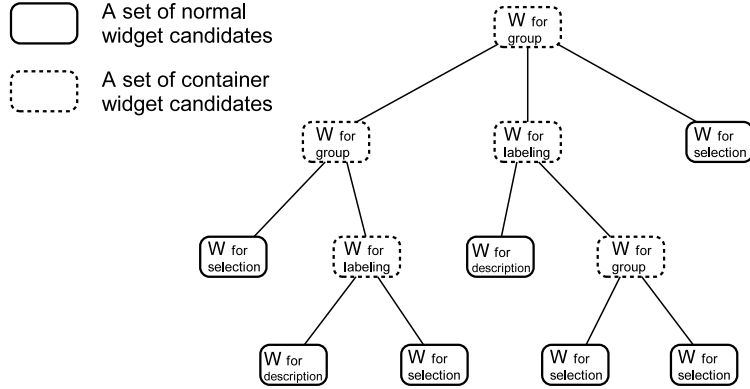 A set of normal
widget candidates
A set of container
widget candidates
W for
group
W for
group
W for
labeling
W for
selection
W for
selection
W for
labeling
W for
description
W for
group
W for
description
W for
selection
W for
selection
W for
selection